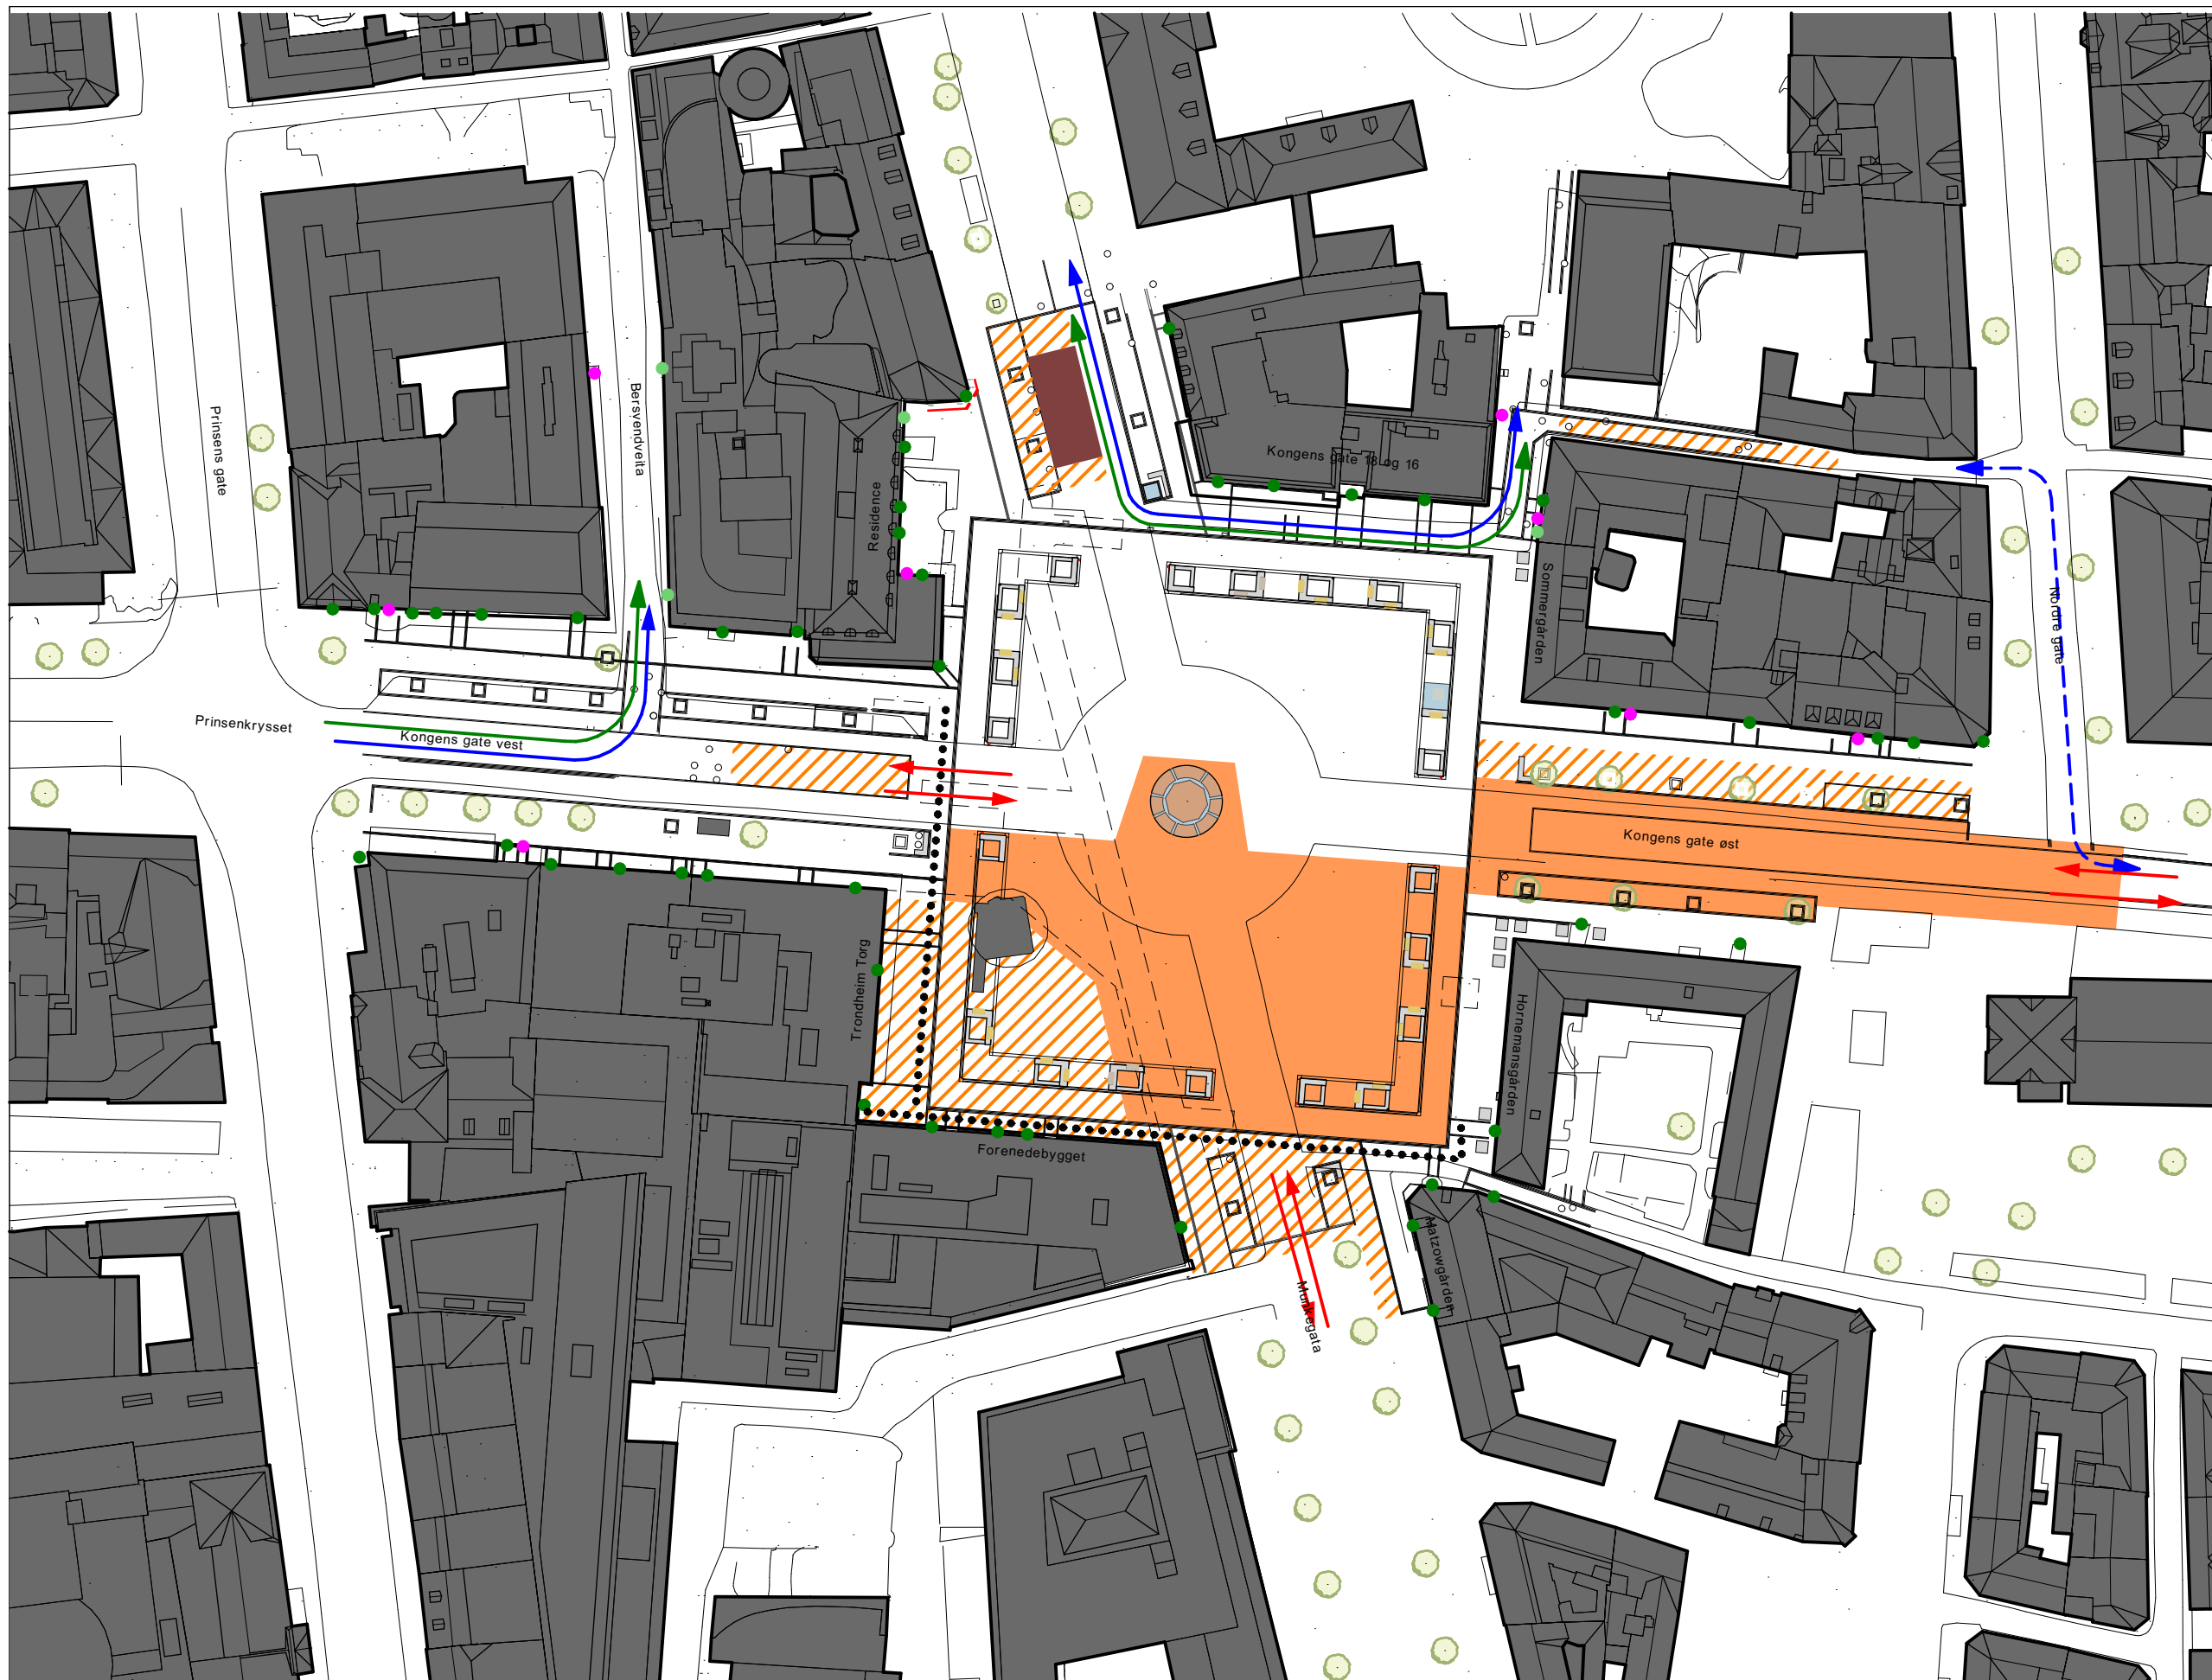 Prinsens gate
Bersvendveita
Residence
Kongens gate 18 og 16
Sommergården
Nordre gate
Prinsenkrysset
Kongens gate vest
Kongens gate øst
Trondheim Torg
Hornemansgården
Forenedebygget
Matzowgården
Munkegata